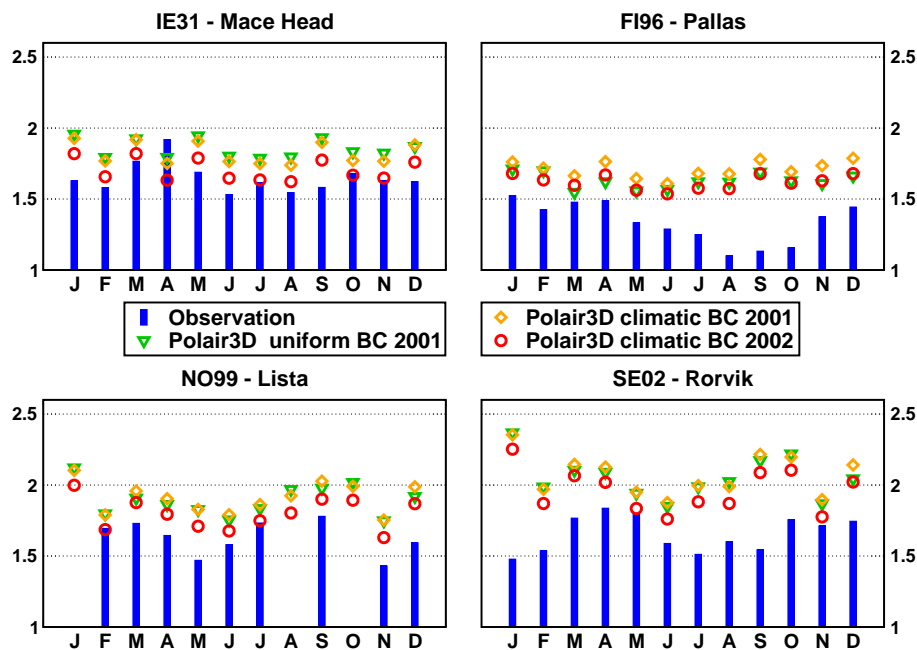 IE31 - Mace Head
FI96 - Pallas
2.5
2
1.5
1
J F M A M J J A S O N D
2.5
2
1.5
1
J F M A M J J A S O N D
Observation
Polair3D uniform BC 2001
Polair3D climatic BC 2001
Polair3D climatic BC 2002
NO99 - Lista
SE02 - Rorvik
2.5
2
1.5
1
J F M A M J J A S O N D
2.5
2
1.5
1
J F M A M J J A S O N D